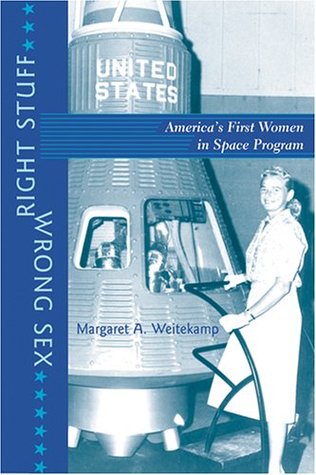 RIGHT STUFF
WRONG SEX
UNITED
STATES
America's First Women
in Space Program
Margaret A. Weitekamp